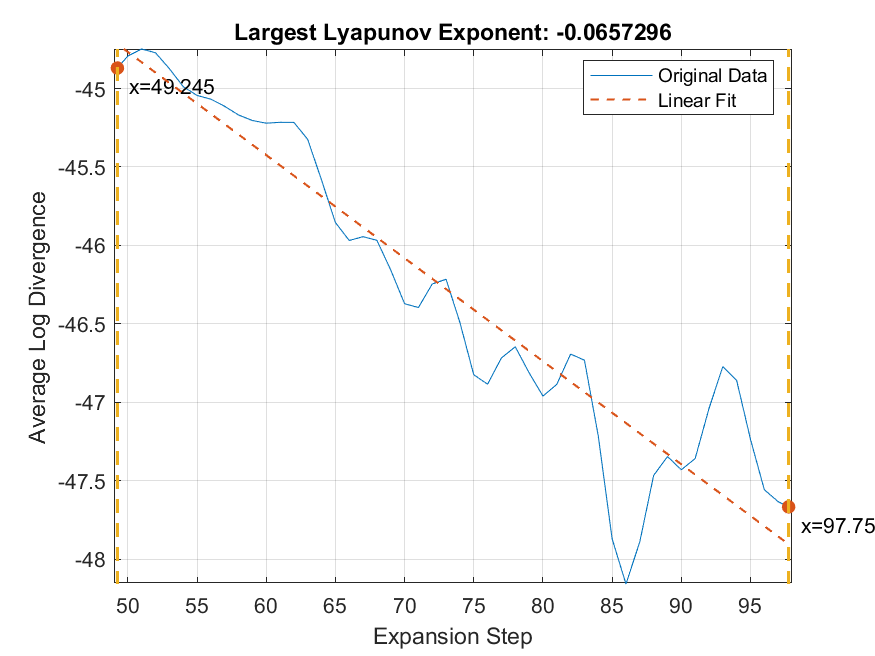 Largest Lyapunov Exponent: -0.0657296
Original Data
Linear Fit
x=49.245
x=97.75
Average Log Divergence
-45
-45.5
-46
-46.5
-47
-47.5
-48
50 55 60 65 70 75 80 85 90 95
Expansion Step